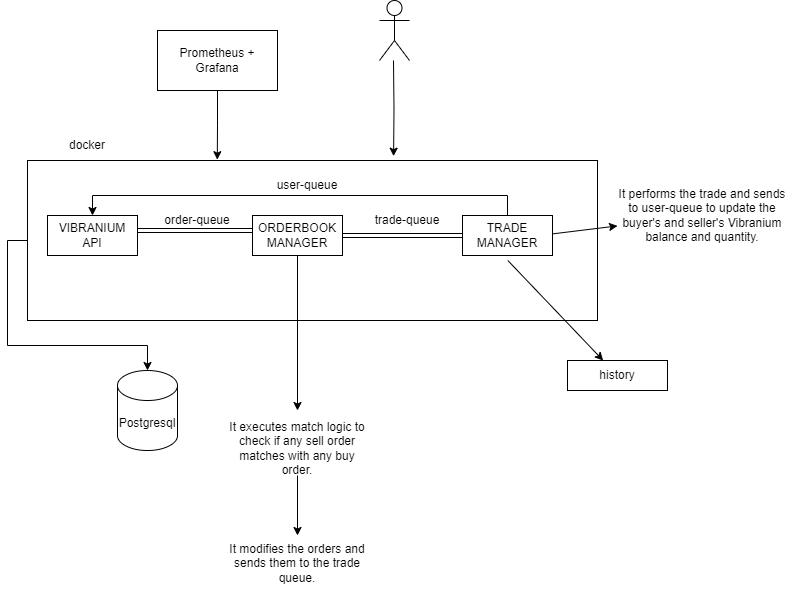 Prometheus +
Grafana
docker
user-queue
order-queue
trade-queue
VIBRANIUM
API
ORDERBOOK
MANAGER
TRADE
MANAGER
It performs the trade and sends
to user-queue to update the
buyer's and seller's Vibranium
balance and quantity.
history
Postgresql
It executes match logic to
check if any sell order
matches with any buy
order.
It modifies the orders and
sends them to the trade
queue.